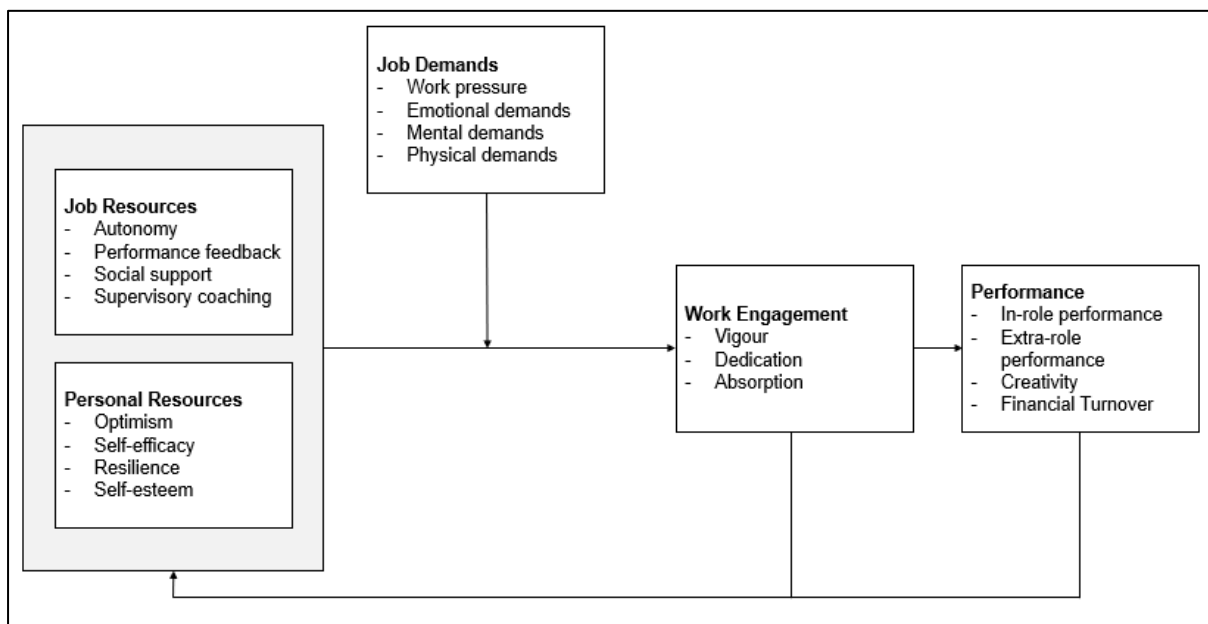 Job Demands
- Work pressure
- Emotional demands
- Mental demands
- Physical demands
Job Resources
- Autonomy
- Performance feedback
- Social support
- Supervisory coaching
Personal Resources
- Optimism
- Self-efficacy
- Resilience
- Self-esteem
Work Engagement
- Vigour
- Dedication
- Absorption
Performance
- In-role performance
- Extra-role
performance
- Creativity
- Financial Turnover